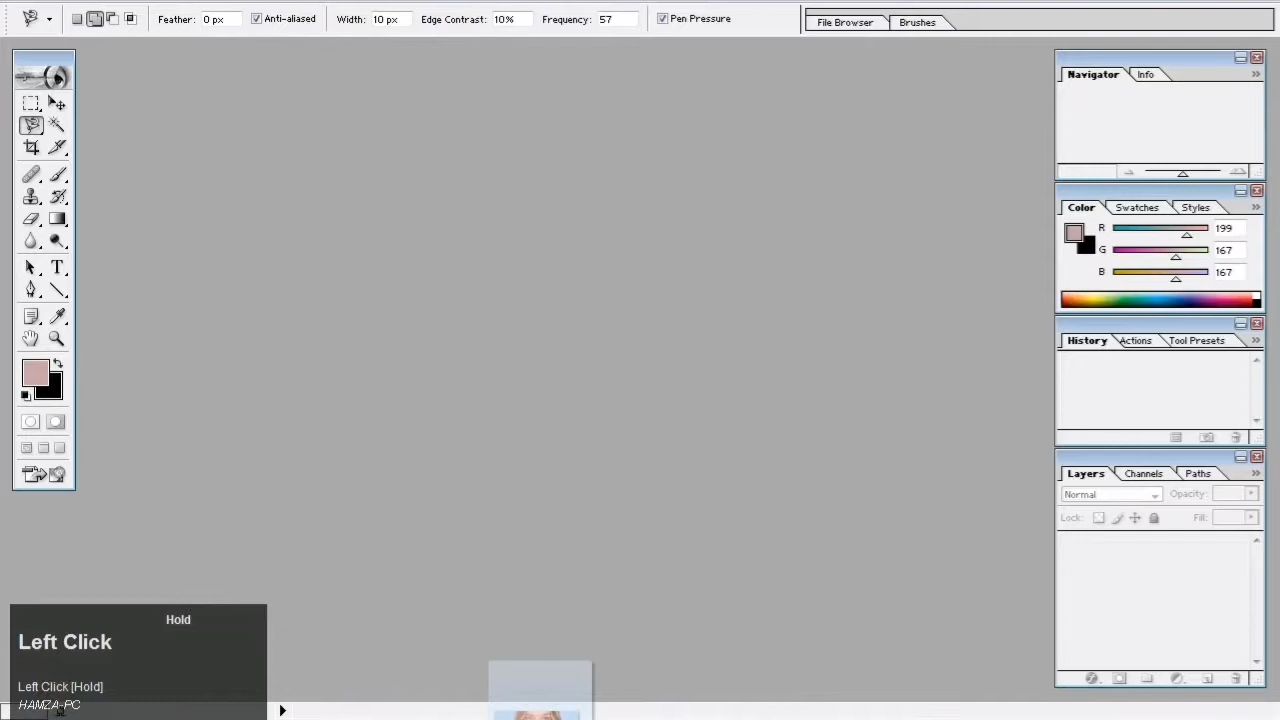 Feather: 0 px Anti-aliased Width: 10 px Edge Contrast: 10% Frequency: 57 Pen Pressure
File Browser Brushes
Navigator Info
Color Swatches Styles
R 199
G 167
B 167
History Actions Tool Presets
Layers Channels Paths
Normal Opacity:
Lock: Fill:
T
Hold
Left Click
Left Click [Hold]
HAMZA-PC